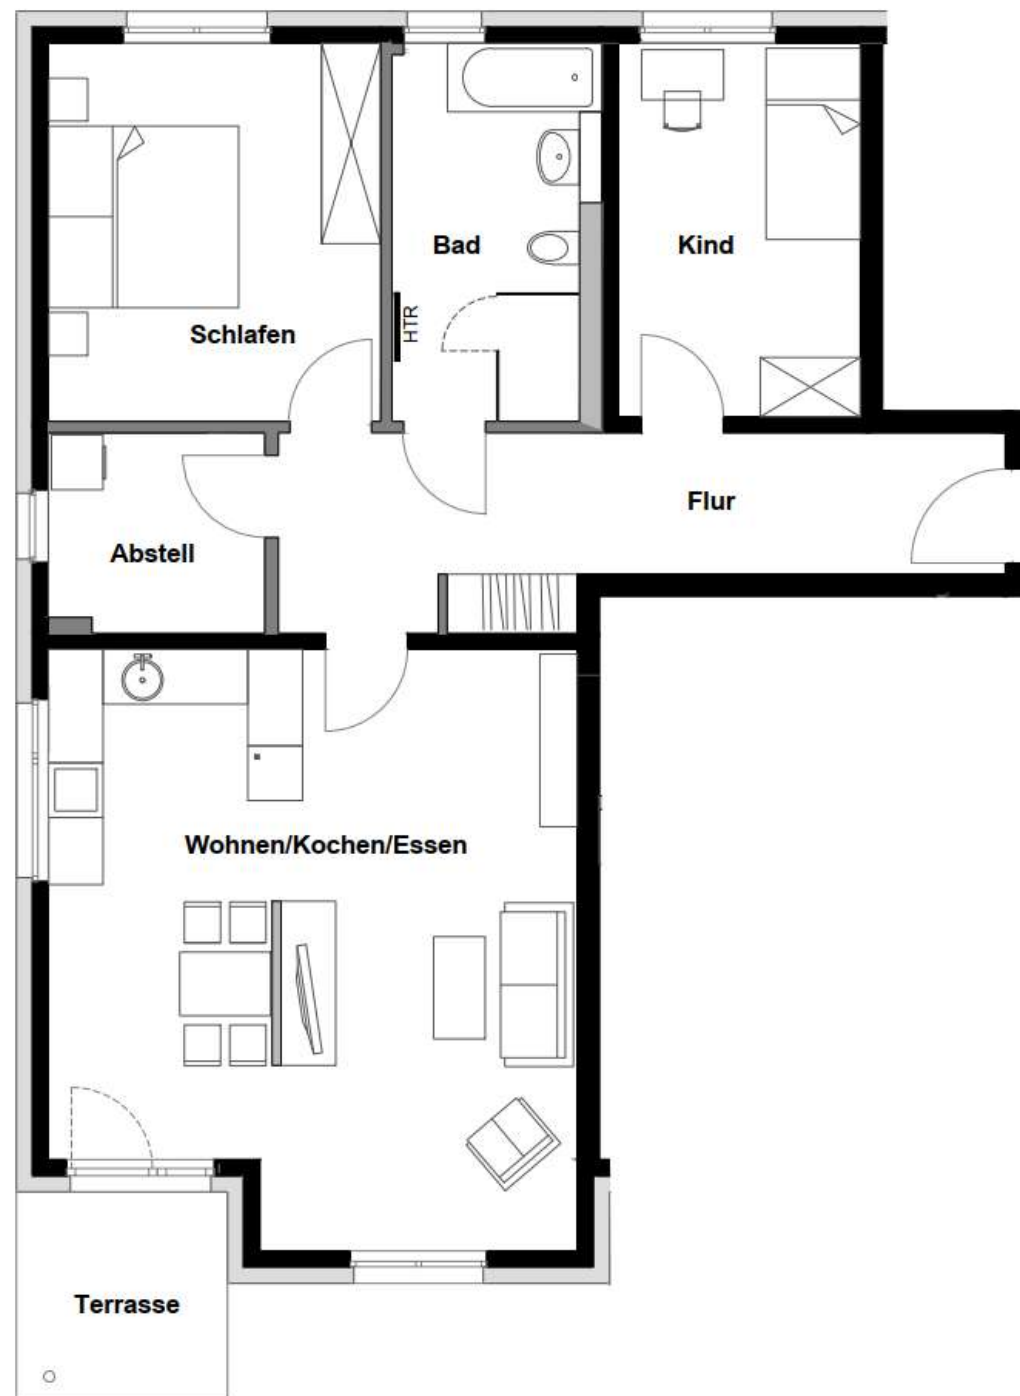 Bad
Kind
HTR
Schlafen
Flur
Abstell
Wohnen/Kochen/Essen
Terrasse